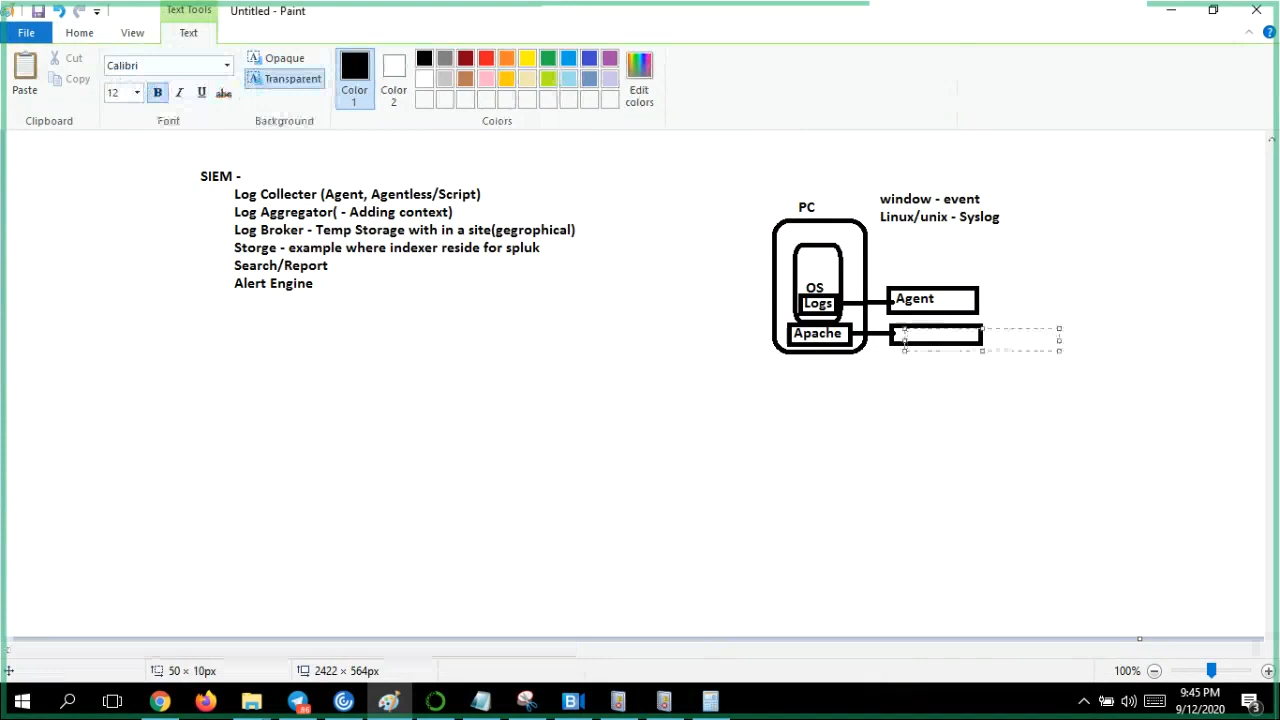 Text Tools
Untitled - Paint
File
Home
View
Text
Paste
Cut
Copy
Clipboard
Calibri
12
B
I
U
abc
Font
Opaque
Transparent
Background
Color 1
Color 2
Edit colors
Colors
SIEM -
Log Collecter (Agent, Agentless/Script)
Log Aggregator( - Adding context)
Log Broker - Temp Storage with in a site(gegrophical)
Storge - example where indexer reside for spluk
Search/Report
Alert Engine
PC
window - event
Linux/unix - Syslog
OS
Logs
Agent
Apache
50 × 10px
2422 × 564px
100%
86
9:45 PM
9/12/2020
3